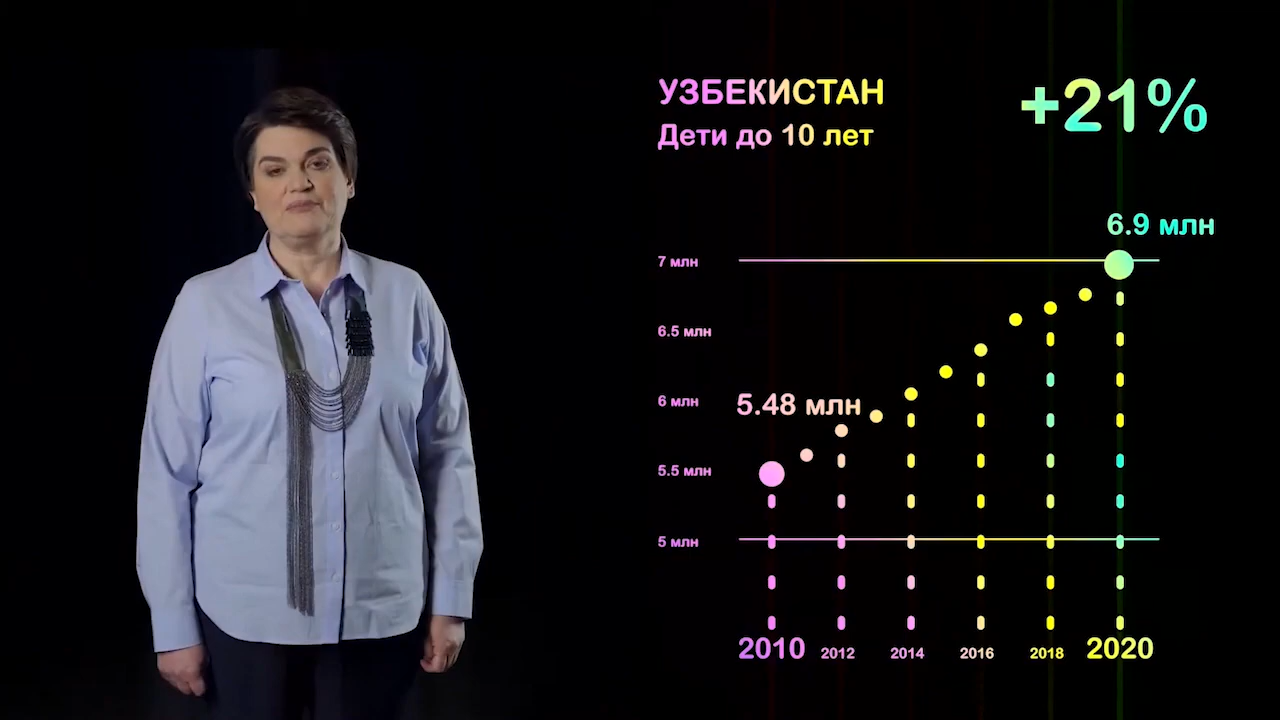 УЗБЕКИСТАН
Дети до 10 лет
+21%
6.9 млн
7 млн
6.5 млн
5.48 млн
6 млн
5.5 млн
5 млн
2010 2012 2014 2016 2018 2020